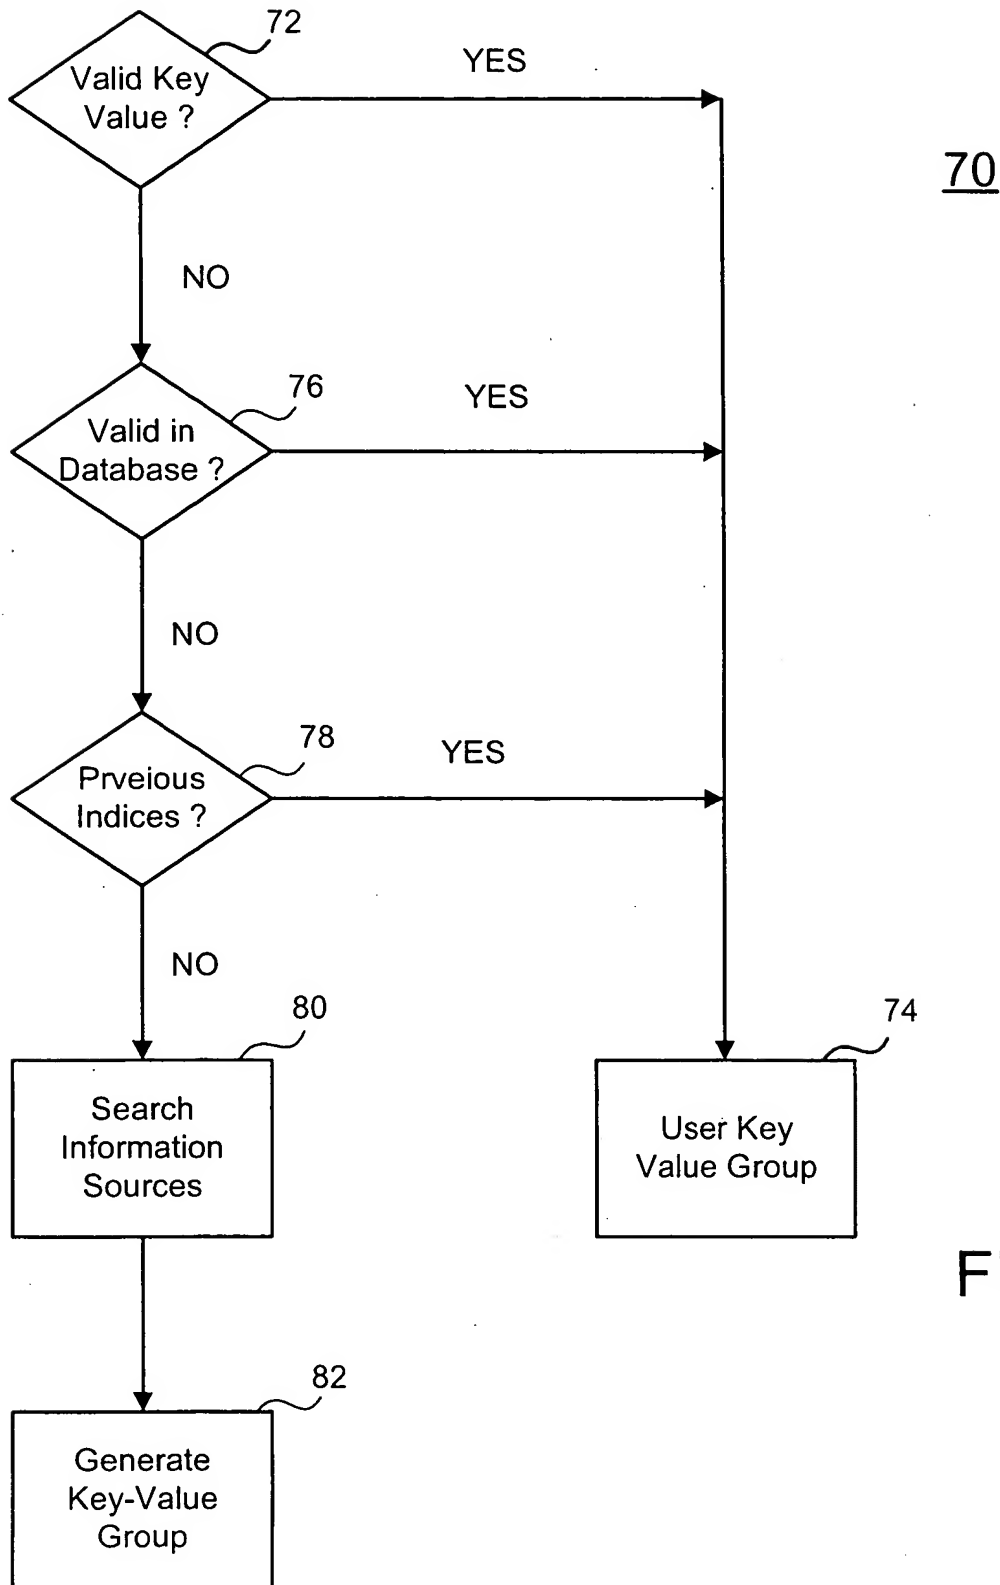 72
YES
Valid Key
Value ?
70
NO
76
YES
Valid in
Database ?
NO
78
YES
Prveious
Indices ?
NO
80
74
Search
Information
Sources
User Key
Value Group
F
82
Generate
Key-Value
Group